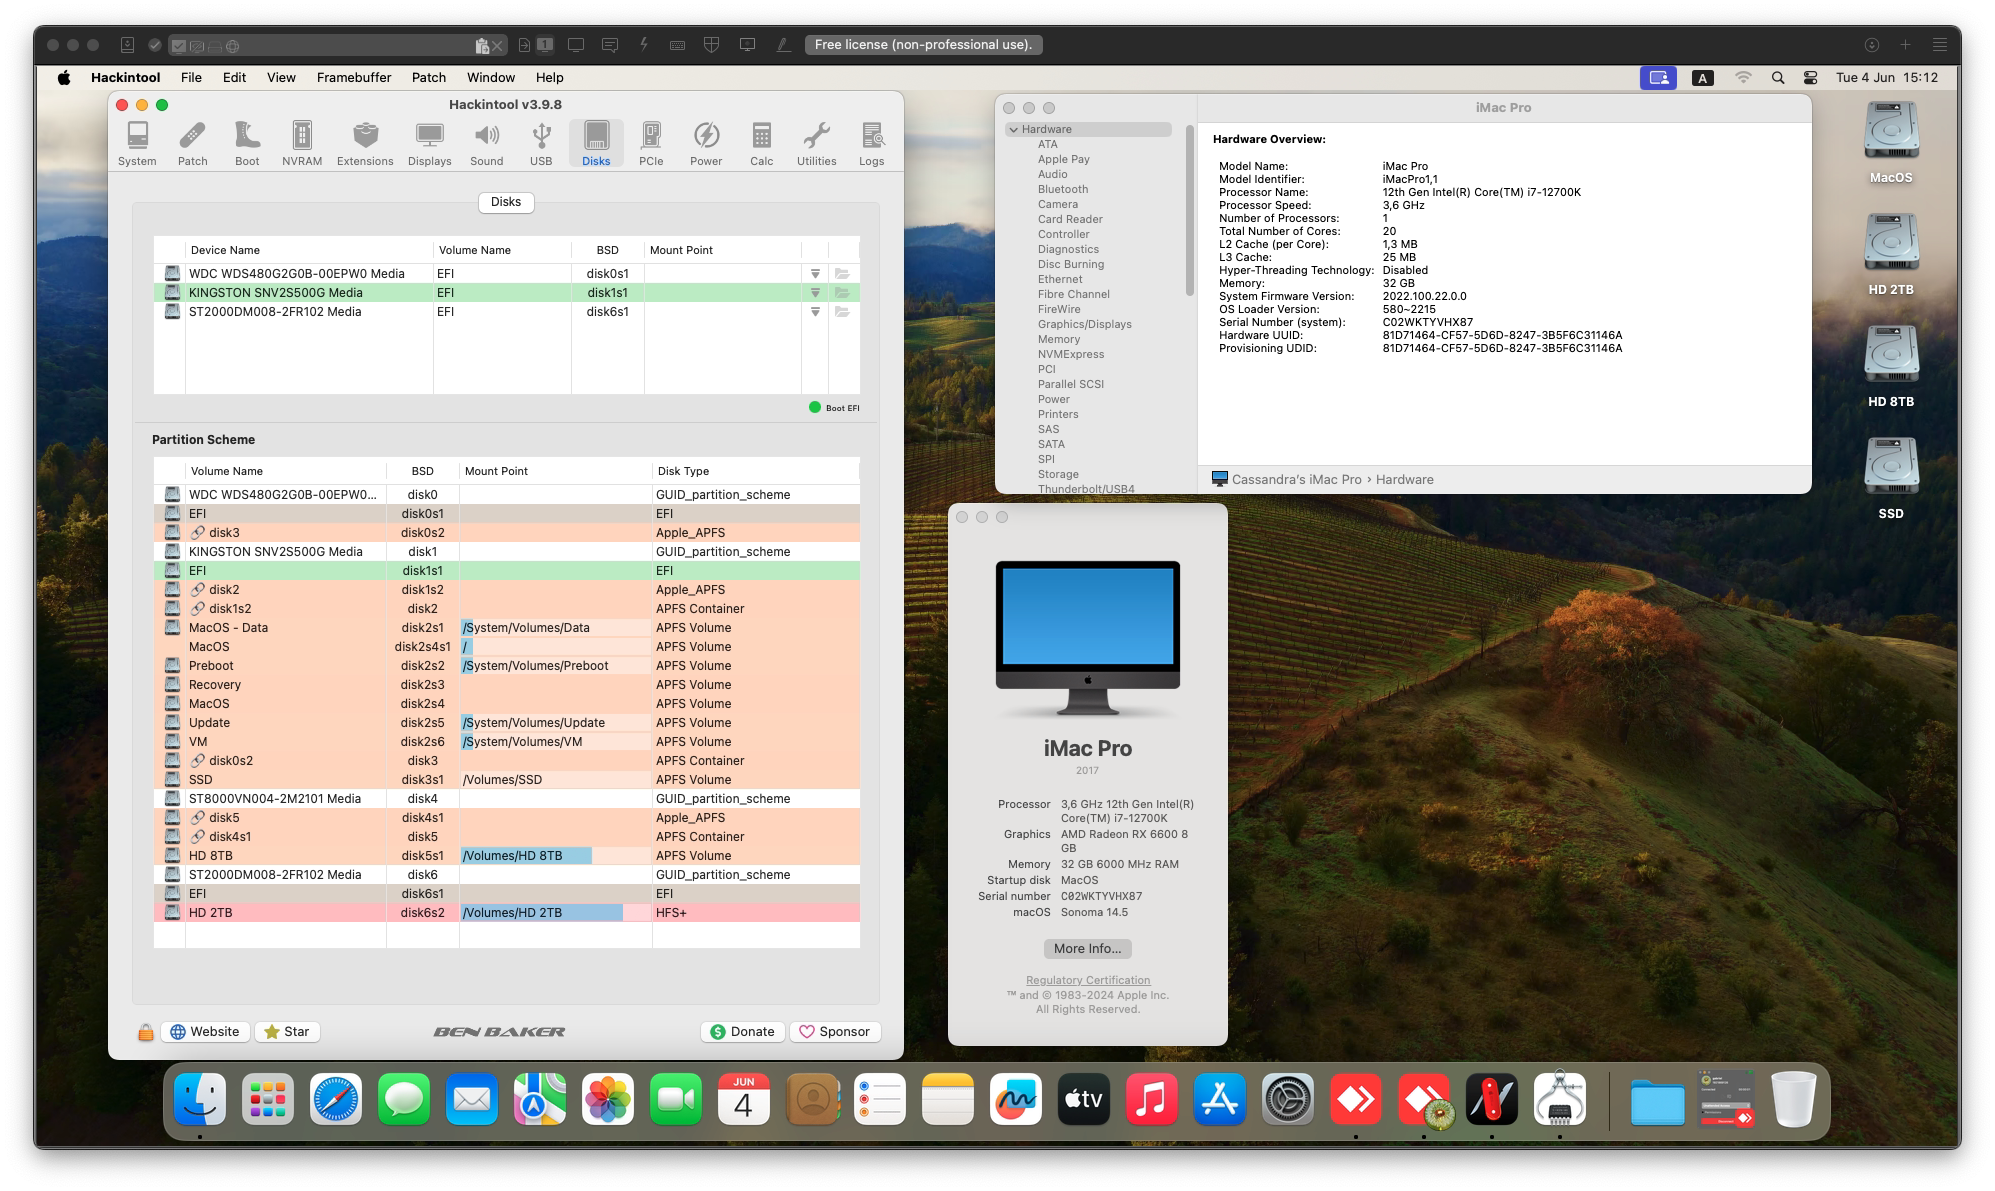 1
Free license (non-professional use).
Hackintool File Edit View Framebuffer Patch Window Help
A
Tue 4 Jun 15:12
Hackintool v3.9.8
System Patch Boot NVRAM Extensions Displays Sound USB Disks PCIe Power Calc Utilities Logs
Disks
Device Name Volume Name BSD Mount Point
WDC WDS480G2G0B-00EPW0 Media EFI disk0s1
KINGSTON SNV2S500G Media EFI disk1s1
ST2000DM008-2FR102 Media EFI disk6s1
Boot EFI
Partition Scheme
Volume Name BSD Mount Point Disk Type
WDC WDS480G2G0B-00EPW0... disk0 GUID_partition_scheme
EFI disk0s1 EFI
disk3 disk0s2 Apple_APFS
KINGSTON SNV2S500G Media disk1 GUID_partition_scheme
EFI disk1s1 EFI
disk2 disk1s2 Apple_APFS
disk1s2 disk2 APFS Container
MacOS - Data disk2s1 /System/Volumes/Data APFS Volume
MacOS disk2s4s1 / APFS Volume
Preboot disk2s2 /System/Volumes/Preboot APFS Volume
Recovery disk2s3 APFS Volume
MacOS disk2s4 APFS Volume
Update disk2s5 /System/Volumes/Update APFS Volume
VM disk2s6 /System/Volumes/VM APFS Volume
disk0s2 disk3 APFS Container
SSD disk3s1 /Volumes/SSD APFS Volume
ST8000VN004-2M2101 Media disk4 GUID_partition_scheme
disk5 disk4s1 Apple_APFS
disk4s1 disk5 APFS Container
HD 8TB disk5s1 /Volumes/HD 8TB APFS Volume
ST2000DM008-2FR102 Media disk6 GUID_partition_scheme
EFI disk6s1 EFI
HD 2TB disk6s2 /Volumes/HD 2TB HFS+
Website Star BEN BAKER Donate Sponsor
iMac Pro
Hardware
ATA
Apple Pay
Audio
Bluetooth
Camera
Card Reader
Controller
Diagnostics
Disc Burning
Ethernet
Fibre Channel
FireWire
Graphics/Displays
Memory
NVMExpress
PCI
Parallel SCSI
Power
Printers
SAS
SATA
SPI
Storage
Thunderbolt/USB4
Hardware Overview:
Model Name: iMac Pro
Model Identifier: iMacPro1,1
Processor Name: 12th Gen Intel(R) Core(TM) i7-12700K
Processor Speed: 3,6 GHz
Number of Processors: 1
Total Number of Cores: 20
L2 Cache (per Core): 1,3 MB
L3 Cache: 25 MB
Hyper-Threading Technology: Disabled
Memory: 32 GB
System Firmware Version: 2022.100.22.0.0
OS Loader Version: 580~2215
Serial Number (system): C02WKTYVHX87
Hardware UUID: 81D71464-CF57-5D6D-8247-3B5F6C31146A
Provisioning UDID: 81D71464-CF57-5D6D-8247-3B5F6C31146A
Cassandra's iMac Pro › Hardware
iMac Pro
2017
Processor 3,6 GHz 12th Gen Intel(R)
Core(TM) i7-12700K
Graphics AMD Radeon RX 6600 8
GB
Memory 32 GB 6000 MHz RAM
Startup disk MacOS
Serial number C02WKTYVHX87
macOS Sonoma 14.5
More Info...
Regulatory Certification
™ and © 1983-2024 Apple Inc.
All Rights Reserved.
MacOS
HD 2TB
HD 8TB
SSD
JUN
4
tv